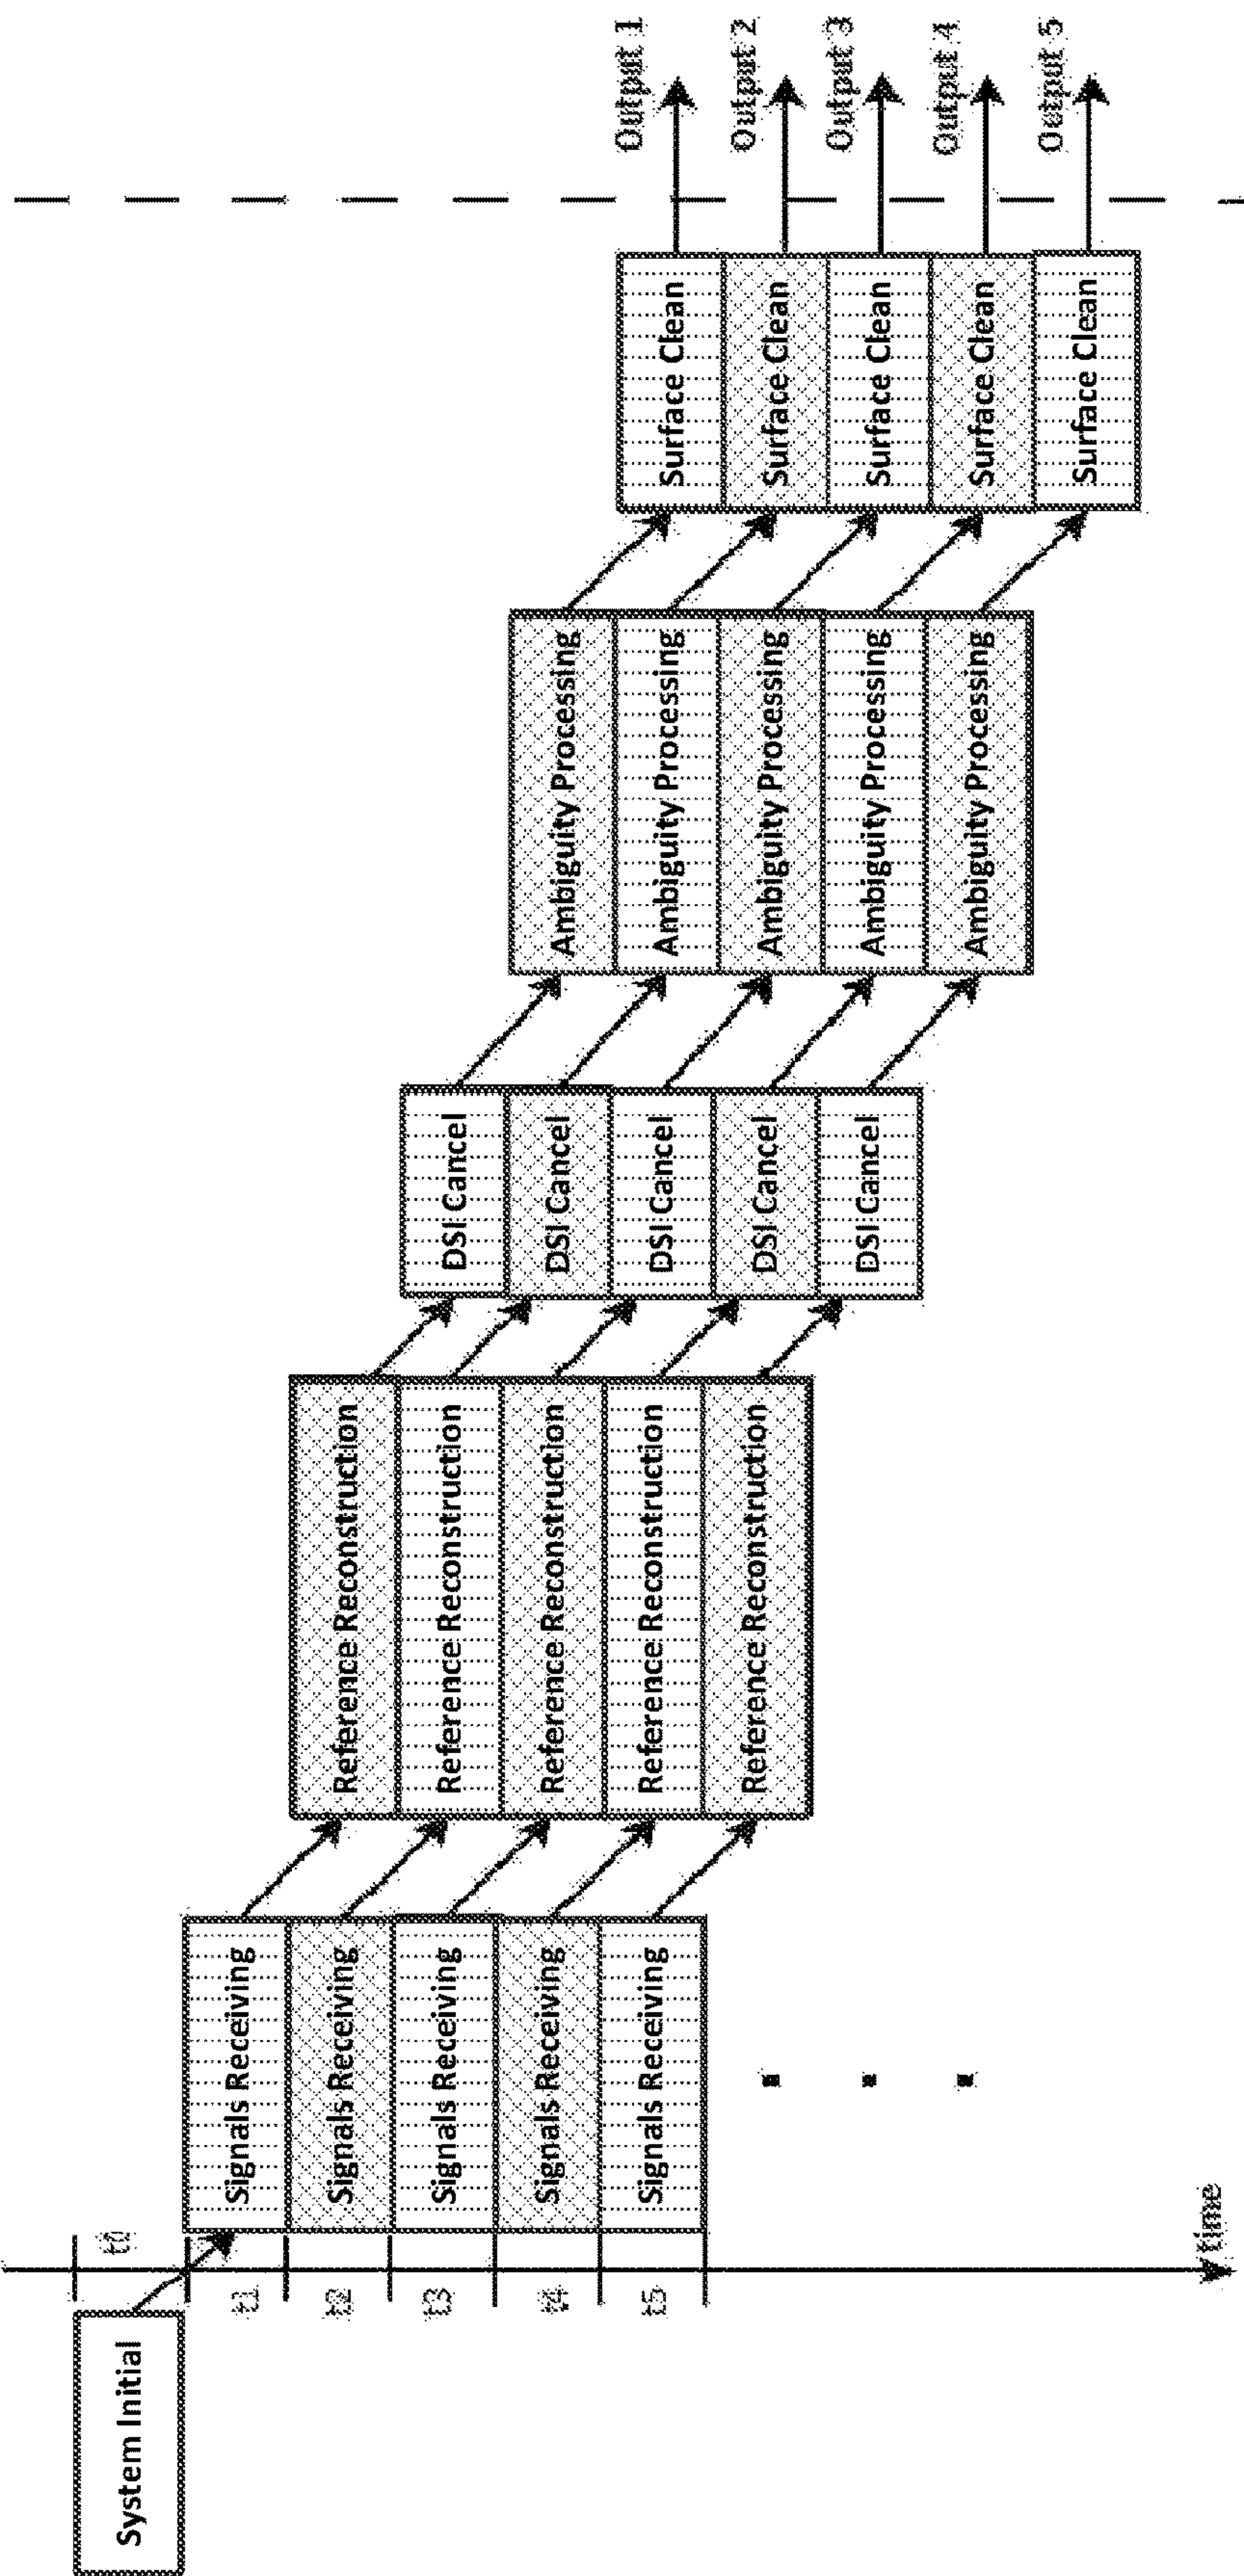 System Initial
t0
t1
t2
t3
t4
t5
time
Signals Receiving
Signals Receiving
Signals Receiving
Signals Receiving
Signals Receiving
Reference Reconstruction
Reference Reconstruction
Reference Reconstruction
Reference Reconstruction
Reference Reconstruction
DSI Cancel
DSI Cancel
DSI Cancel
DSI Cancel
DSI Cancel
Ambiguity Processing
Ambiguity Processing
Ambiguity Processing
Ambiguity Processing
Ambiguity Processing
Surface Clean
Surface Clean
Surface Clean
Surface Clean
Surface Clean
Output 1
Output 2
Output 3
Output 4
Output 5